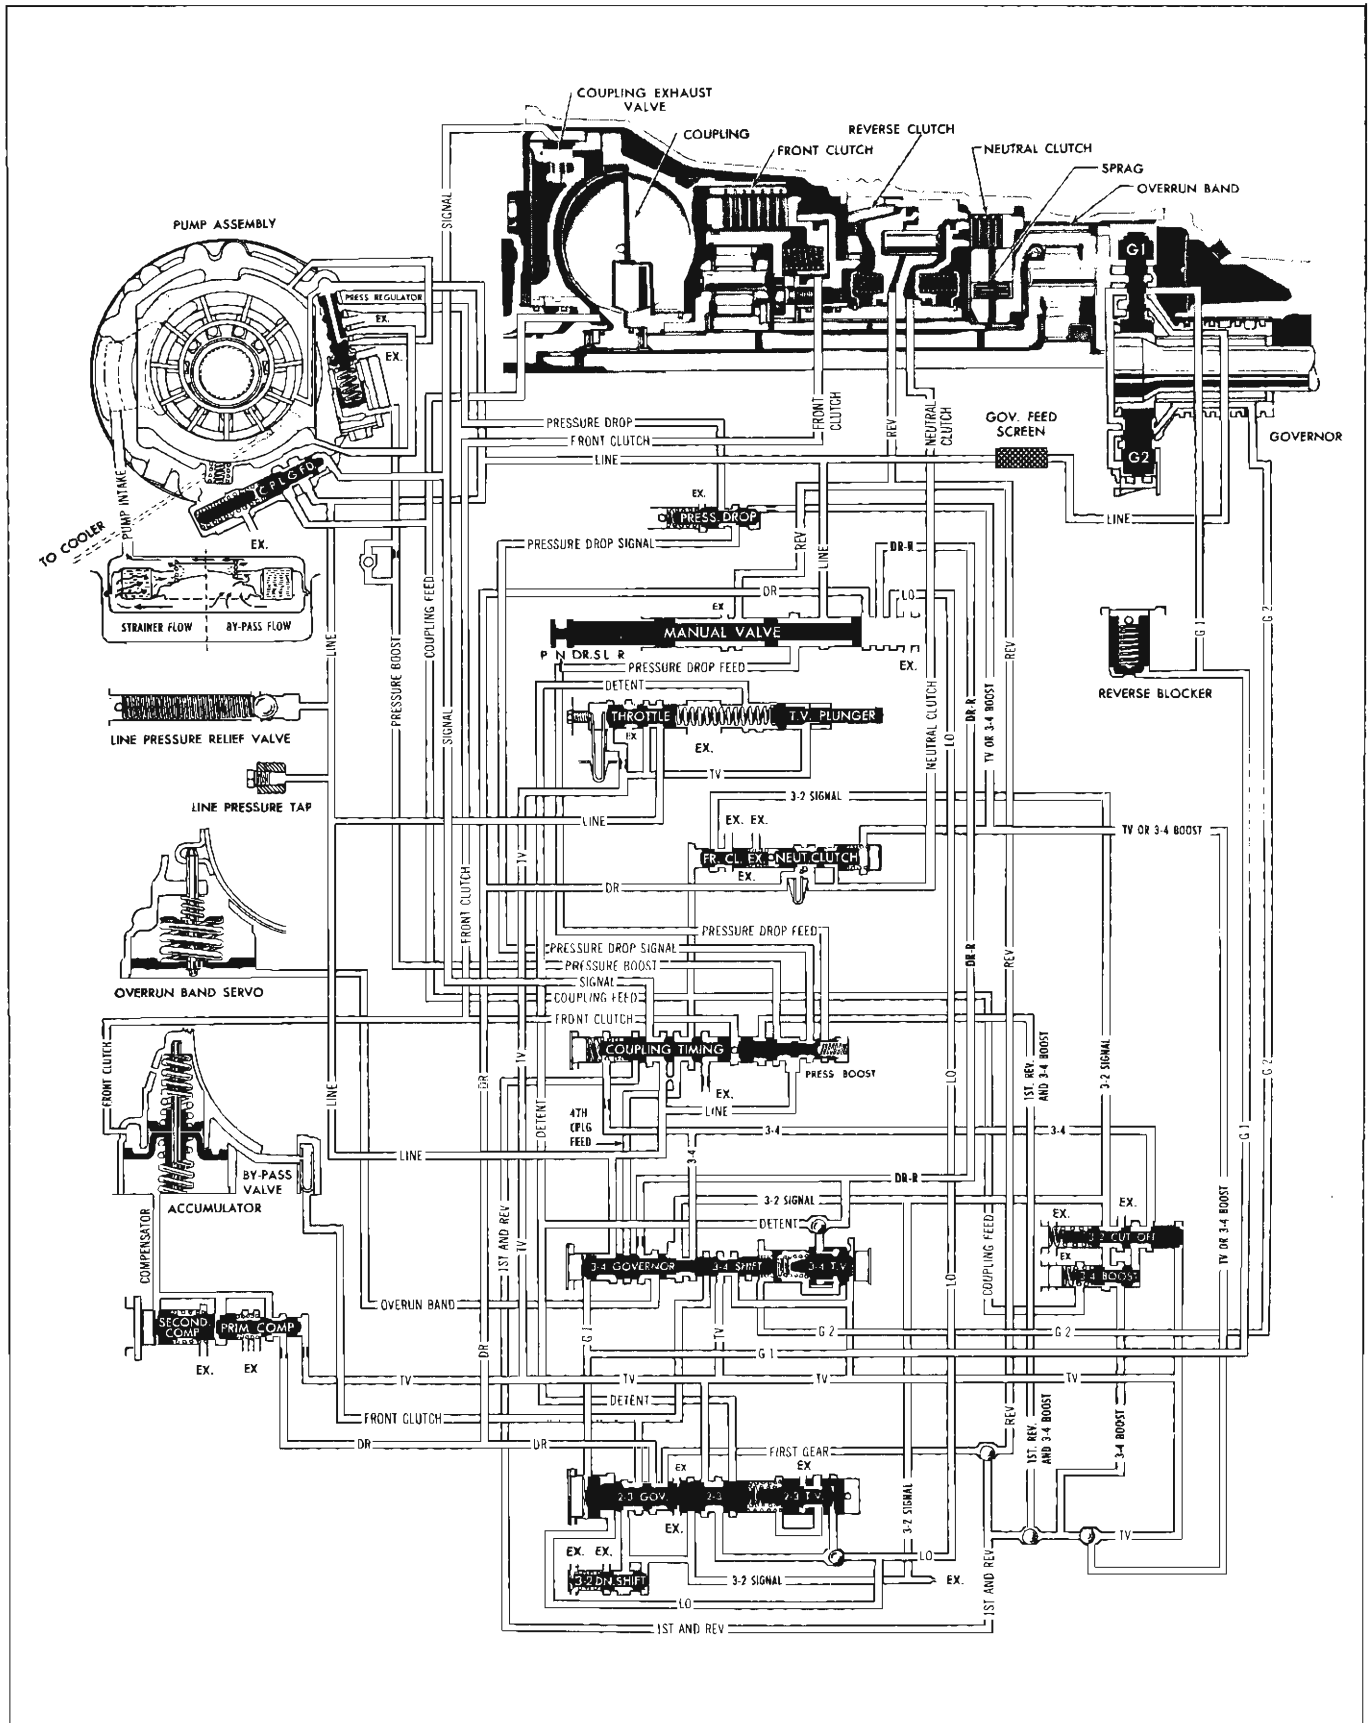 COUPLING EXHAUST
VALVE
COUPLING
REVERSE CLUTCH
FRONT CLUTCH
NEUTRAL CLUTCH
SPRAG
OVERRUN BAND
PUMP ASSEMBLY
SIGNAL
G1
PRESS REGULATOR
EX.
EX.
PRESSURE DROP
FRONT CLUTCH
LINE
FRONT
CLUTCH
REV
NEUTRAL
CLUTCH
GOV. FEED
SCREEN
GOVERNOR
G2
C P L G F D
PUMP INTAKE
TO COOLER
EX.
EX.
PRESS DROP
LINE
PRESSURE DROP SIGNAL
REV
LINE
DR-R
STRAINER FLOW
BY-PASS FLOW
DR
LO
EX
MANUAL VALVE
P N DR.S L R
EX.
PRESSURE DROP FEED
G 1
G 2
LINE
PRESSURE BOOST
COUPLING FEED
SIGNAL
REV
DETENT
REVERSE BLOCKER
THROTTLE
T.V. PLUNGER
EX
EX.
TV
LINE PRESSURE RELIEF VALVE
NEUTRAL CLUTCH
LO
DR-R
TV OR 3-4 BOOST
LINE PRESSURE TAP
3-2 SIGNAL
LINE
EX. EX.
TV OR 3-4 BOOST
TV
FR. CL. EX
NEUT.CLUTCH
EX.
DR
FRONT CLUTCH
PRESSURE DROP FEED
PRESSURE DROP SIGNAL
PRESSURE BOOST
SIGNAL
COUPLING FEED
FRONT CLUTCH
DR-R
REV
OVERRUN BAND SERVO
COUPLING TIMING
PRESS BOOST
FRONT CLUTCH
LINE
DR
TV
DETENT
EX.
LINE
4TH
CPLG
FEED
LO
1ST. REV.
AND 3-4 BOOST
3-2 SIGNAL
G 2
G 1
3-4
3-4
LINE
3-4
BY-PASS
VALVE
ACCUMULATOR
DR-R
3-2 SIGNAL
DETENT
EX.
EX.
3-2 CUT OFF
EX
3-4 BOOST
COMPENSATOR
1ST AND REV
TV
3-4 GOVERNOR
3-4 SHIFT
3-4 T.V.
LO
COUPLING FEED
TV OR 3-4 BOOST
OVERUN BAND
SECOND
COMP
PRIM COMP
EX.
EX
DR
G 1
TV
G 2
G 2
G 1
TV
TV
TV
TV
DETENT
FRONT CLUTCH
DR
DR
FIRST GEAR
REV
1ST. REV.
AND 3-4 BOOST
3-4 BOOST
EX
EX
2-3 GOV.
2-3
2-3 T.V.
EX.
3-2 SIGNAL
TV
EX. EX.
3-2 DN SHIFT
LO
3-2 SIGNAL
EX.
1ST AND REV
LO
1ST AND REV